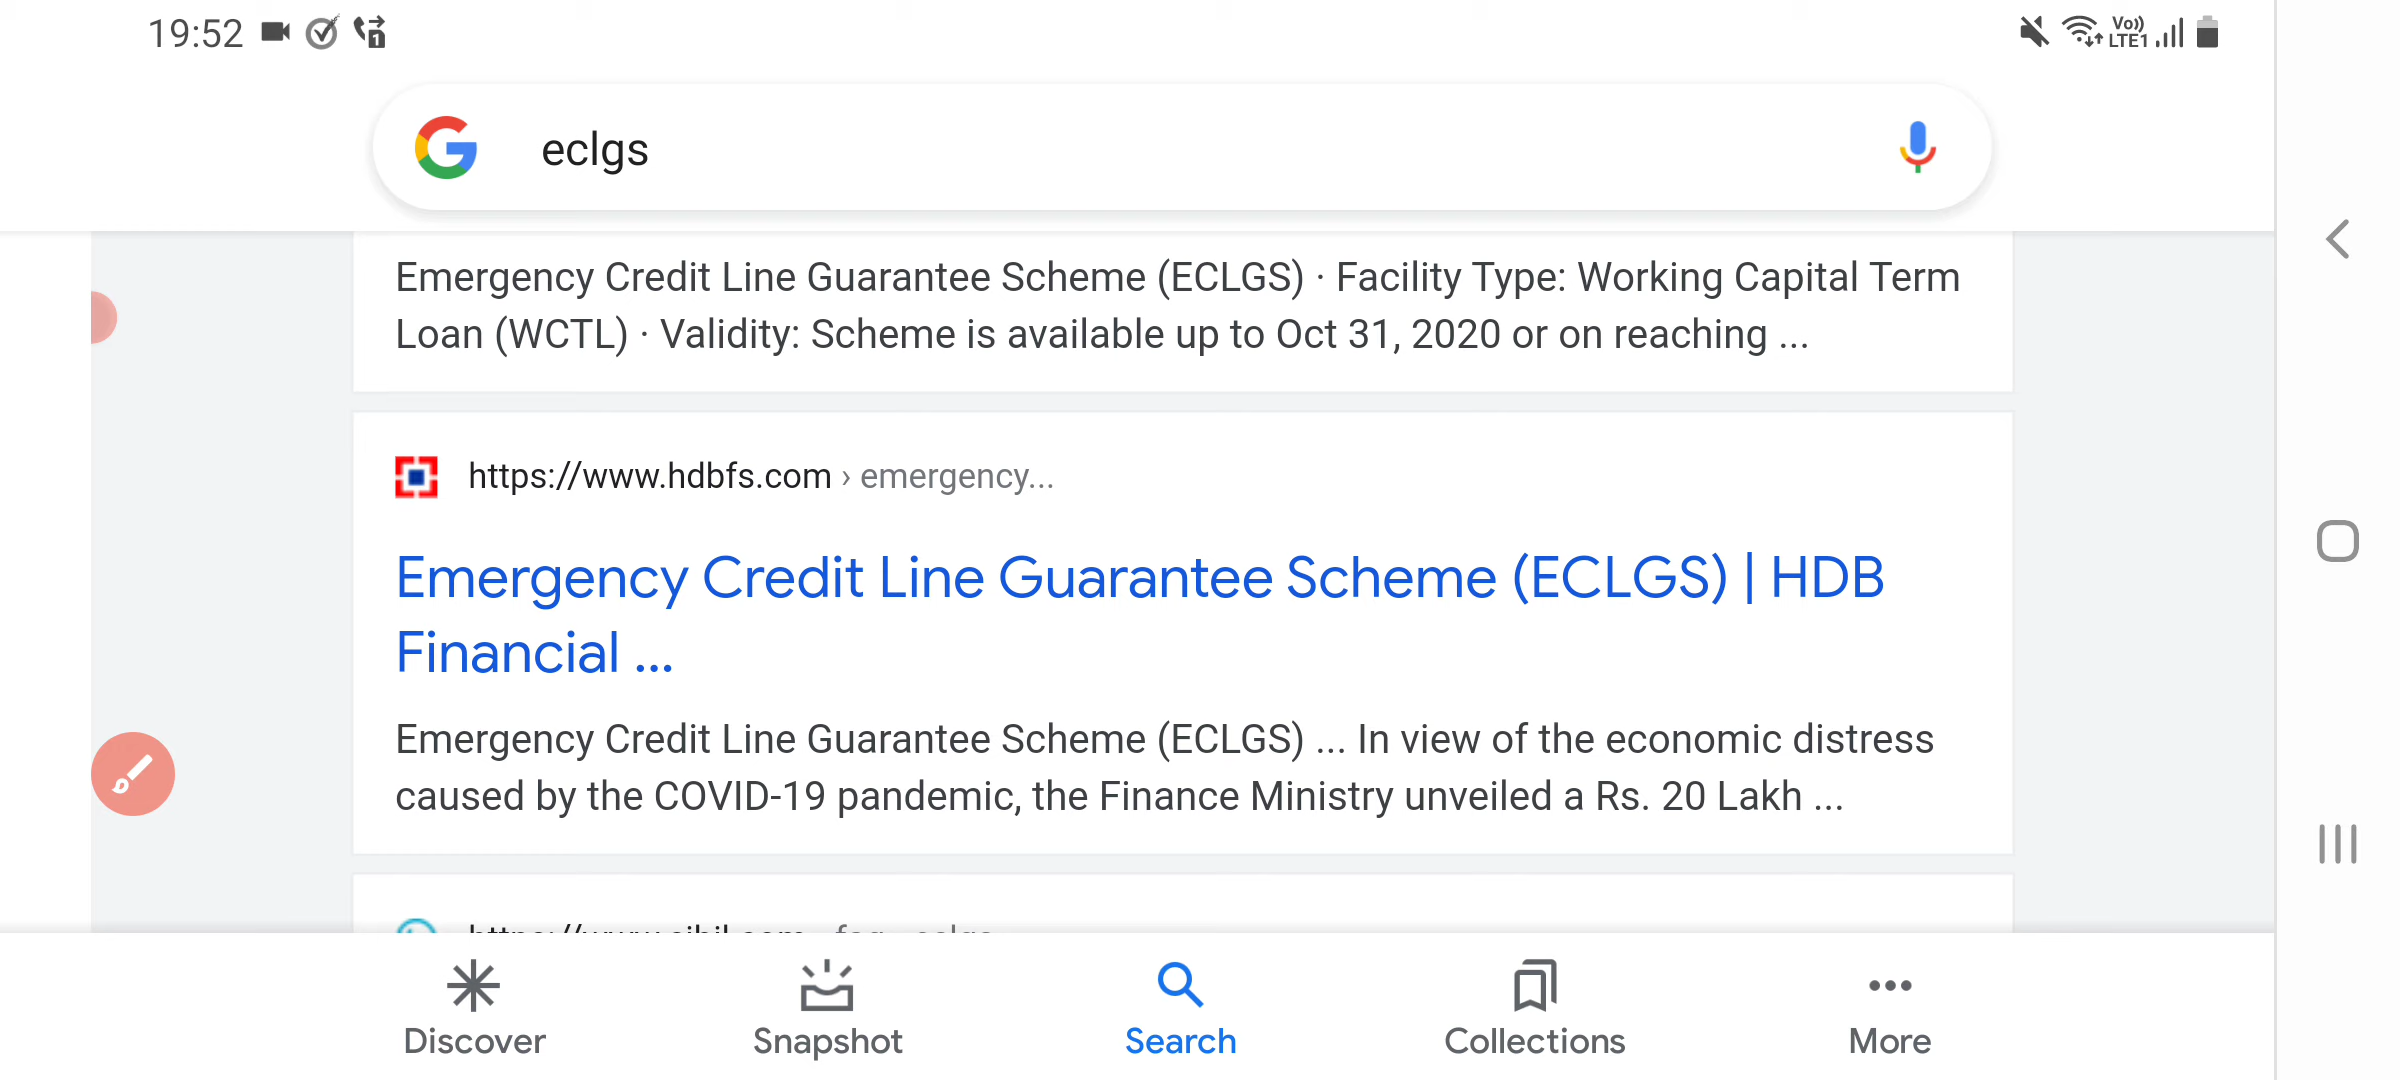 19:52
Vo))
LTE1
eclgs
Emergency Credit Line Guarantee Scheme (ECLGS) · Facility Type: Working Capital Term
Loan (WCTL) · Validity: Scheme is available up to Oct 31, 2020 or on reaching ...
https://www.hdbfs.com › emergency...
Emergency Credit Line Guarantee Scheme (ECLGS) | HDB
Financial ...
Emergency Credit Line Guarantee Scheme (ECLGS) ... In view of the economic distress
caused by the COVID-19 pandemic, the Finance Ministry unveiled a Rs. 20 Lakh ...
Discover
Snapshot
Search
Collections
More